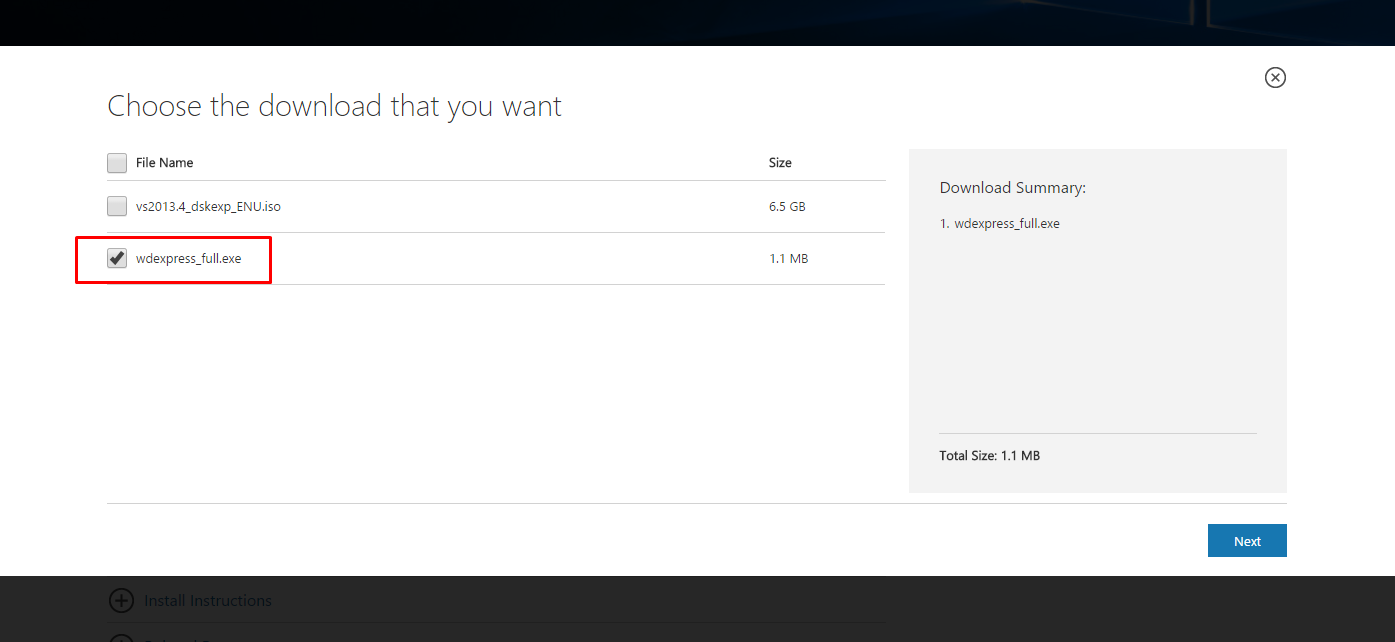 Choose the download that you want
File Name Size
vs2013.4_dskexp_ENU.iso 6.5 GB
wdexpress_full.exe 1.1 MB
Download Summary:
1. wdexpress_full.exe
Total Size: 1.1 MB
Next
Install Instructions